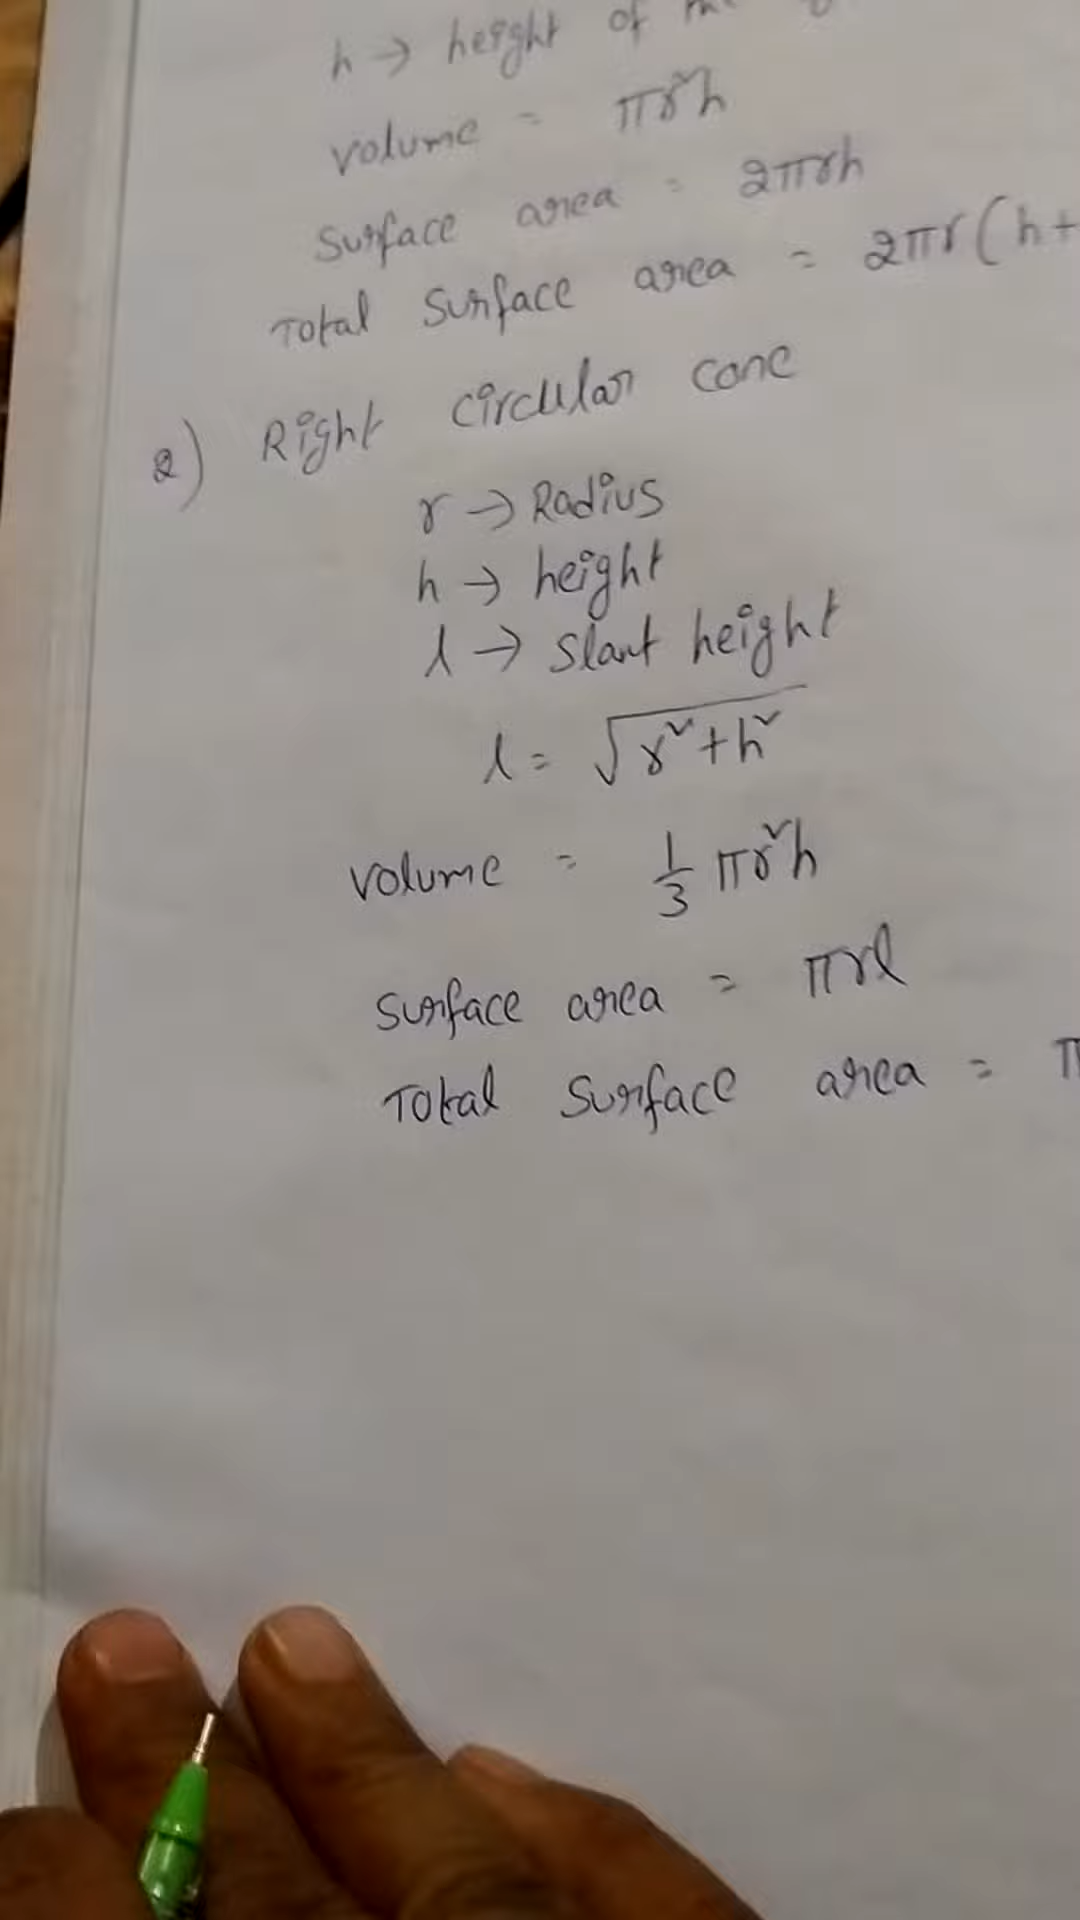 h → height of
volume = πr²h
Surface area = 2πrh
Total Surface area = 2πr(h+
2) Right circular cone
r → Radius
h → height
l → Slant height
l = √r²+h²
volume = 1/3 πr²h
Surface area = πrl
Total Surface area = π